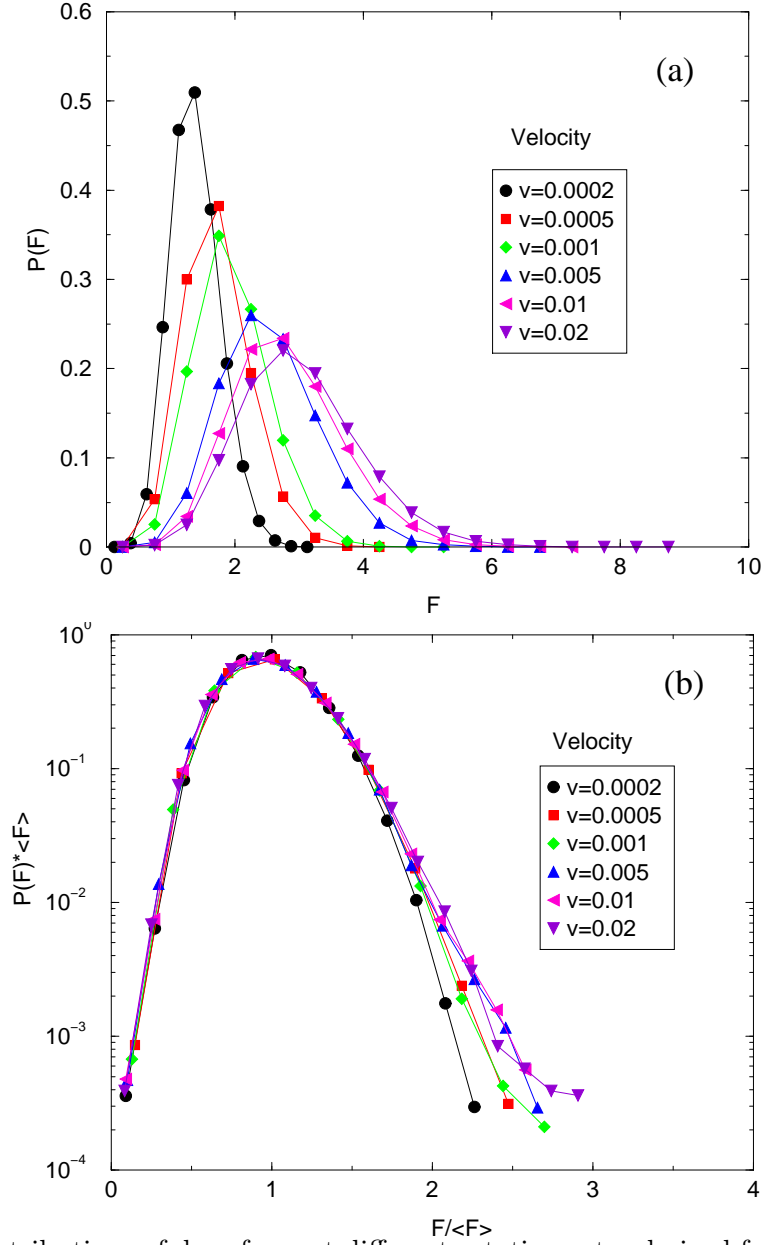 0.6
(a)
0.5
Velocity
0.4
v=0.0002
v=0.0005
v=0.001
v=0.005
v=0.01
v=0.02
P(F)
0.3
0.2
0.1
0
0 2 4 6 8 10
F
10^0
(b)
Velocity
10^-1
v=0.0002
v=0.0005
v=0.001
v=0.005
v=0.01
v=0.02
P(F)*<F>
10^-2
10^-3
10^-4
0 1 2 3 4
F/<F>